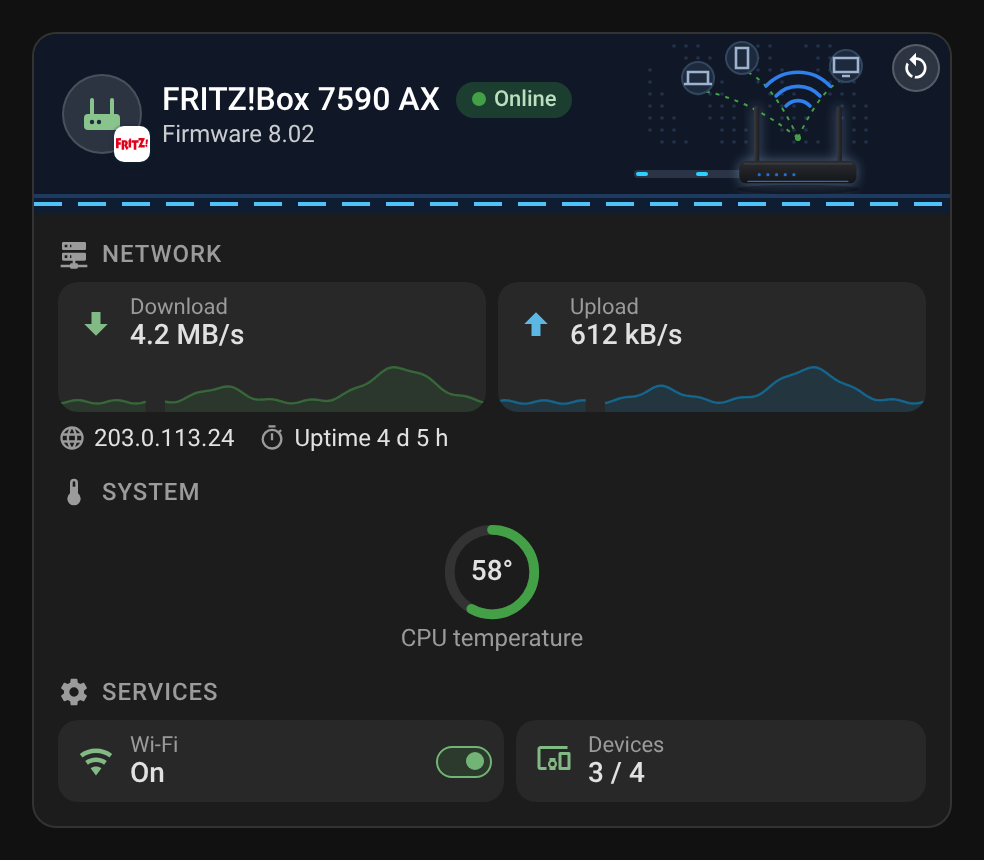 FRITZ!Box 7590 AX
Online
Firmware 8.02
FRITZ!
NETWORK
Download
4.2 MB/s
Upload
612 kB/s
203.0.113.24
Uptime 4 d 5 h
SYSTEM
58°
CPU temperature
SERVICES
Wi-Fi
On
Devices
3 / 4